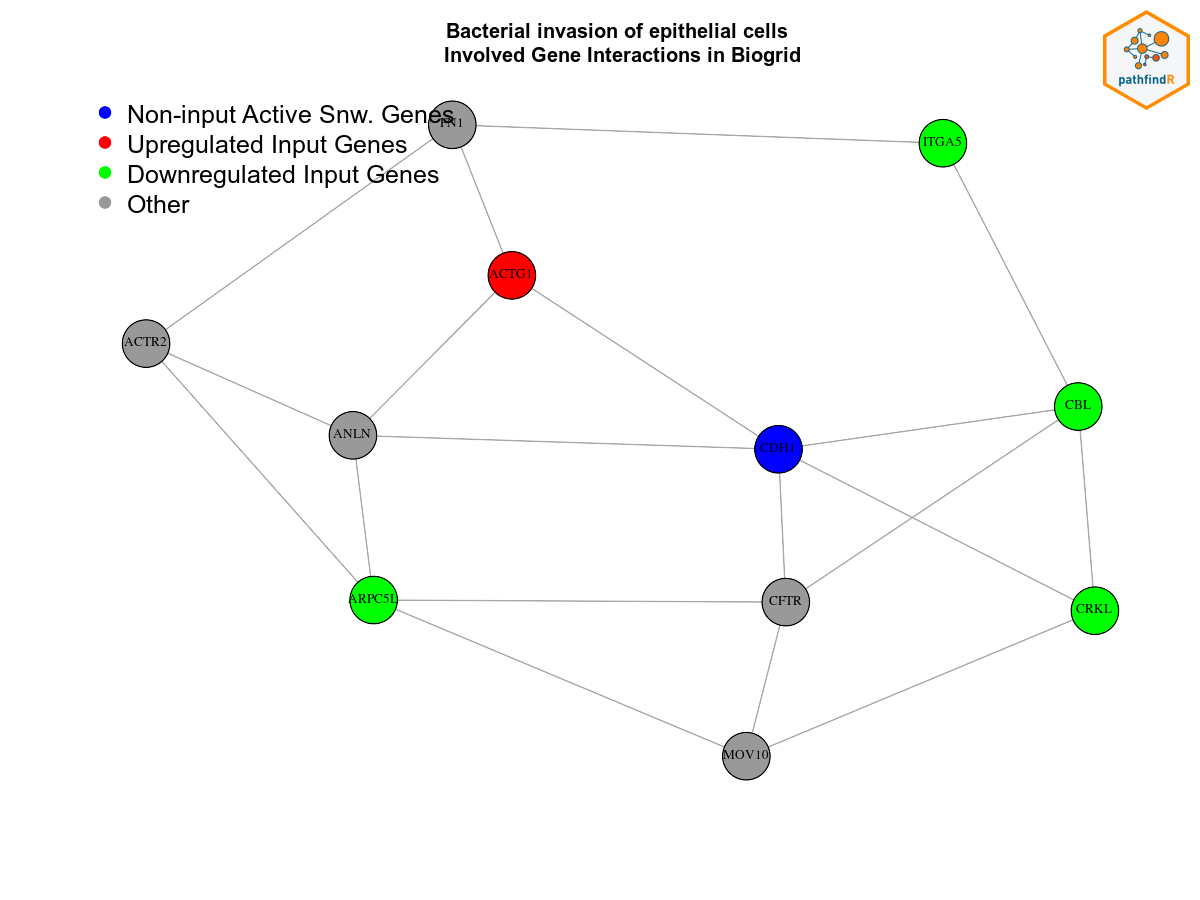 Bacterial invasion of epithelial cells
Involved Gene Interactions in Biogrid
pathfindR
Non-input Active Snw. Genes
Upregulated Input Genes
Downregulated Input Genes
Other
ITGA5
ACTG1
ACTR2
CBL
ANLN
CDH1
ARPC5L
CFTR
CRKL
MOV10